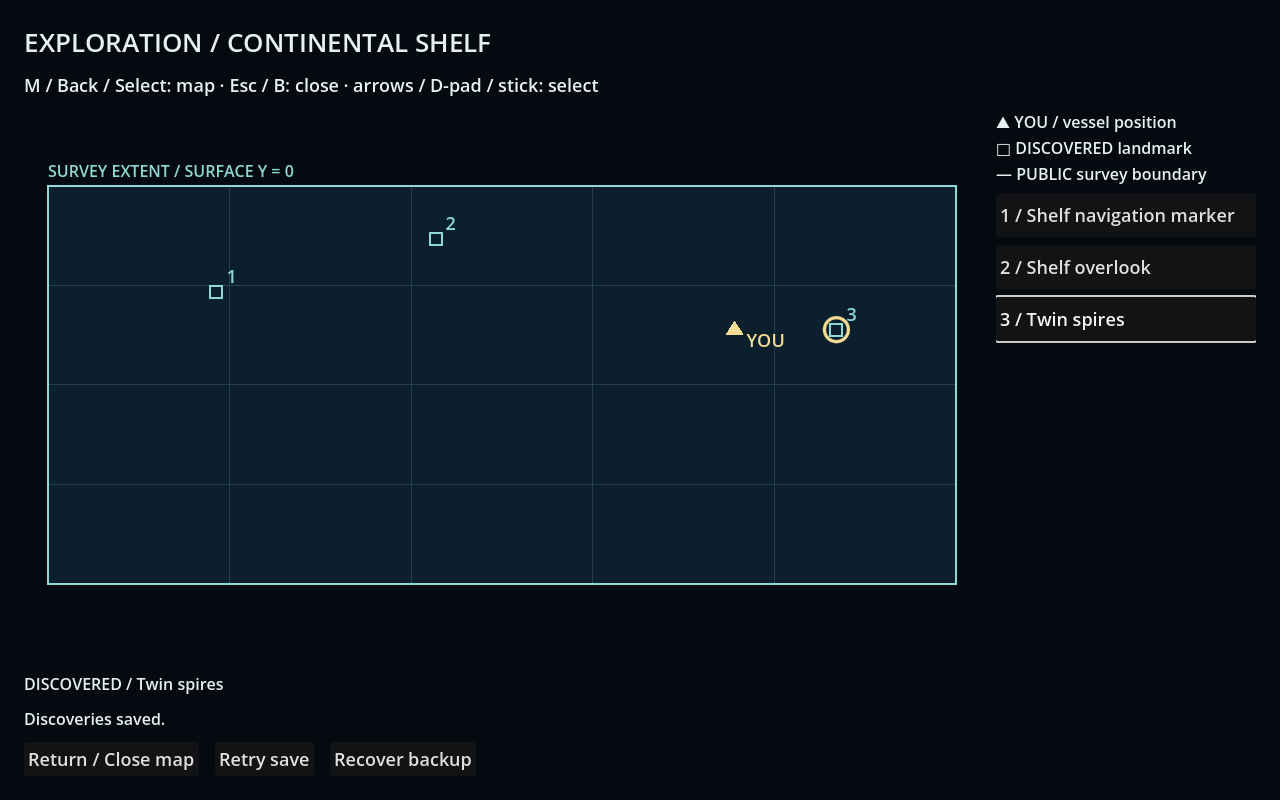 EXPLORATION / CONTINENTAL SHELF
M / Back / Select: map · Esc / B: close · arrows / D-pad / stick: select
▲ YOU / vessel position
□ DISCOVERED landmark
— PUBLIC survey boundary
SURVEY EXTENT / SURFACE Y = 0
1 / Shelf navigation marker
2 / Shelf overlook
3 / Twin spires
2
1
3
YOU
DISCOVERED / Twin spires
Discoveries saved.
Return / Close map
Retry save
Recover backup